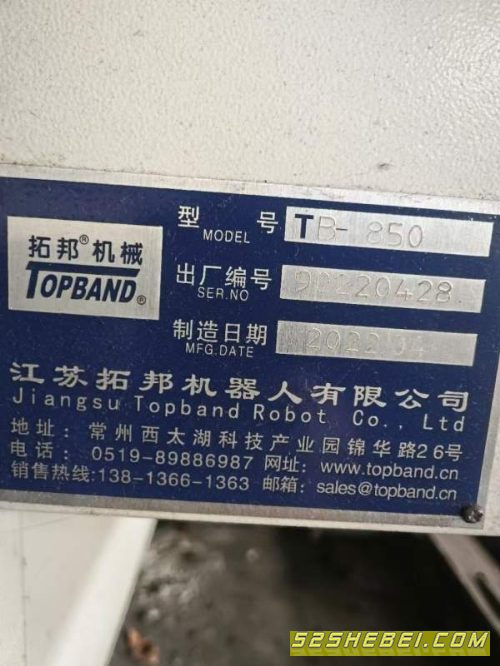 拓邦®机械
TOPBAND®
型 号 TB-850
MODEL
出厂编号 90220428.
SER.NO
制造日期 2022.04
MFG.DATE
江苏拓邦机器人有限公司
Jiangsu Topband Robot Co., Ltd
地址: 常州西太湖科技产业园锦华路26号
电话: 0519-89886987 网址: www.topband.cn
销售热线:138-1366-1363 邮箱: sales@topband.cn
52SHEBEI.COM